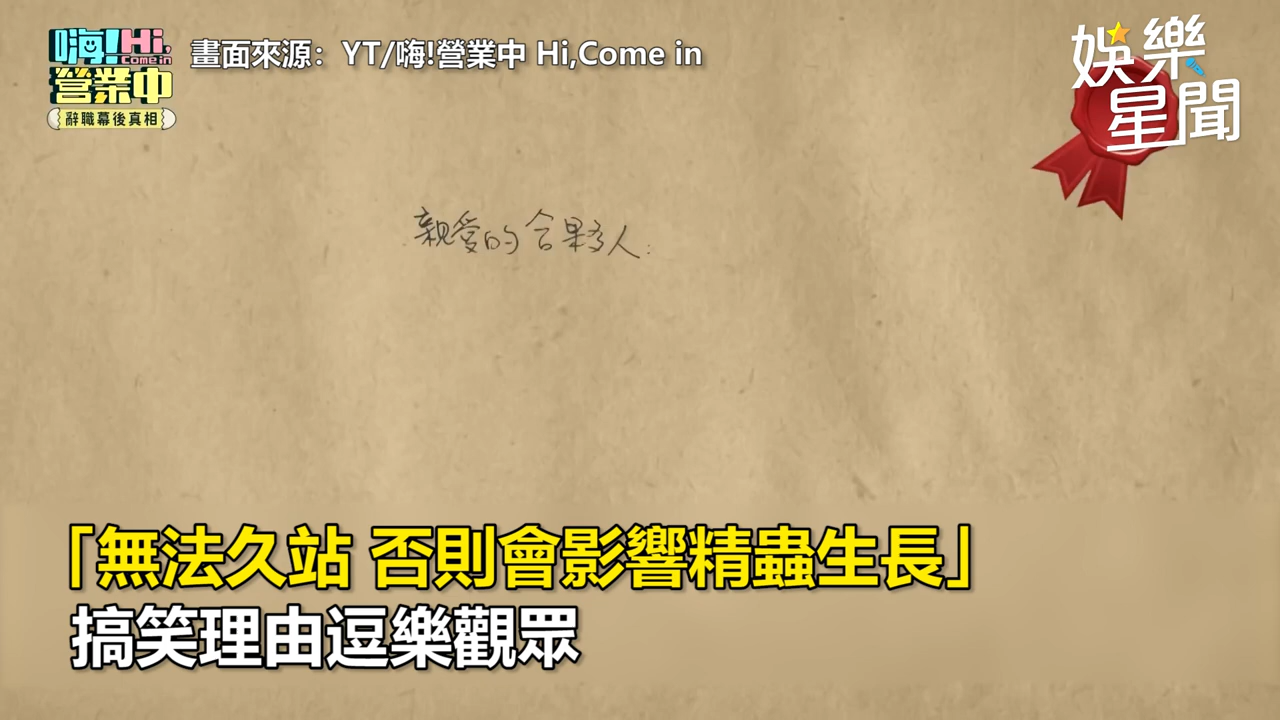 嗨!Hi,
Come in
營業中
辭職幕後真相
畫面來源：YT/嗨!營業中 Hi,Come in
娛樂
星聞
親愛的合夥人：
「無法久站 否則會影響精蟲生長」
搞笑理由逗樂觀眾